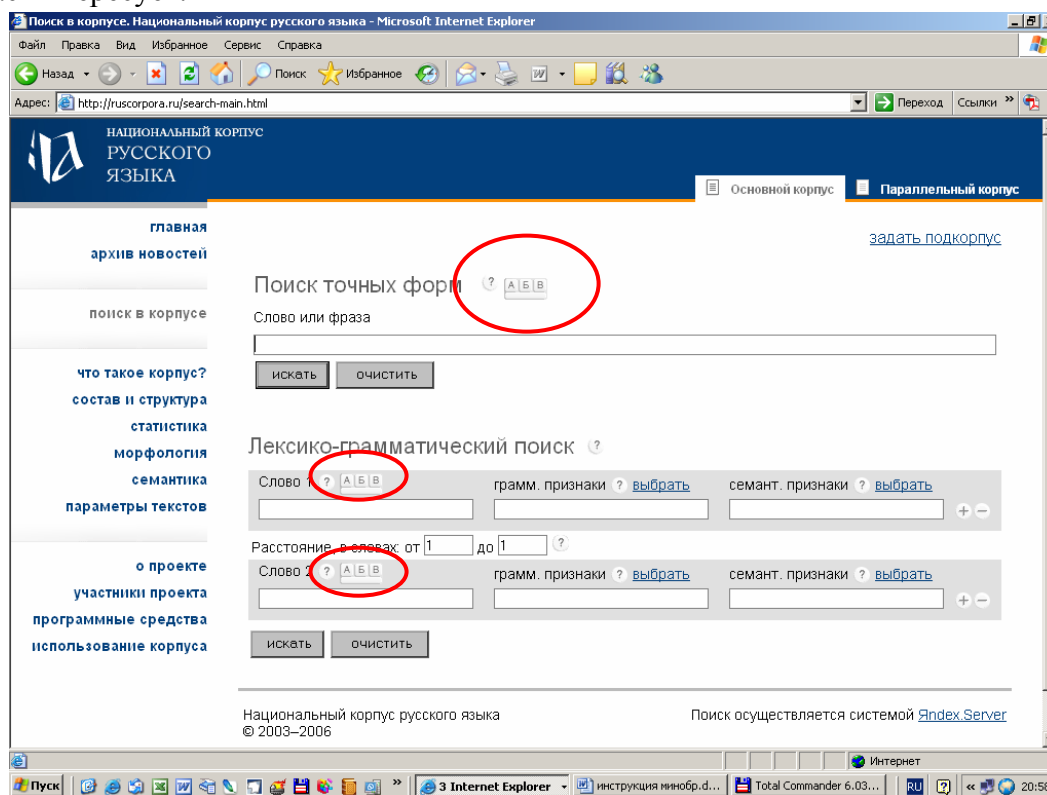 Поиск в корпусе. Национальный корпус русского языка - Microsoft Internet Explorer
Файл Правка Вид Избранное Сервис Справка
Назад Поиск Избранное
Адрес: http://ruscorpora.ru/search-main.html Переход Ссылки »
НАЦИОНАЛЬНЫЙ КОРПУС
РУССКОГО
ЯЗЫКА
Основной корпус Параллельный корпус
главная
задать подкорпус
архив новостей
Поиск точных форм ? А Б В
поиск в корпусе
Слово или фраза
искать очистить
что такое корпус?
состав и структура
статистика
морфология
Лексико-грамматический поиск ?
семантика
Слово 1 ? А Б В грамм. признаки ? выбрать семант. признаки ? выбрать
параметры текстов
+ −
Расстояние, в словах: от 1 до 1 ?
о проекте
Слово 2 ? А Б В грамм. признаки ? выбрать семант. признаки ? выбрать
участники проекта
+ −
программные средства
использование корпуса
искать очистить
Национальный корпус русского языка
© 2003–2006
Поиск осуществляется системой Яndex.Server
Интернет
Пуск » 3 Internet Explorer инструкция минобр.d... Total Commander 6.03... RU ? « 20:58